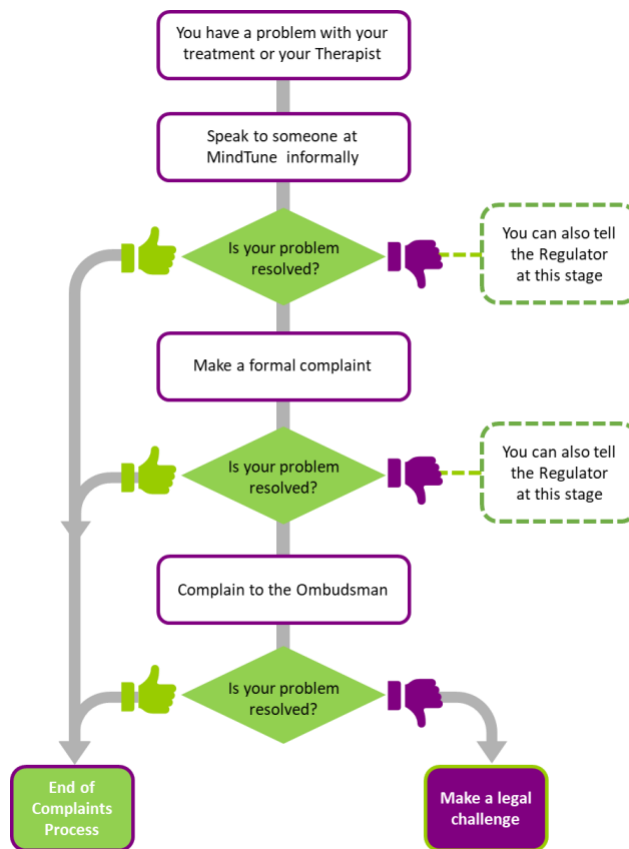 You have a problem with your
treatment or your Therapist
Speak to someone at
MindTune informally
Is your problem
resolved?
You can also tell
the Regulator
at this stage
Make a formal complaint
Is your problem
resolved?
You can also tell
the Regulator
at this stage
Complain to the Ombudsman
Is your problem
resolved?
End of
Complaints
Process
Make a legal
challenge